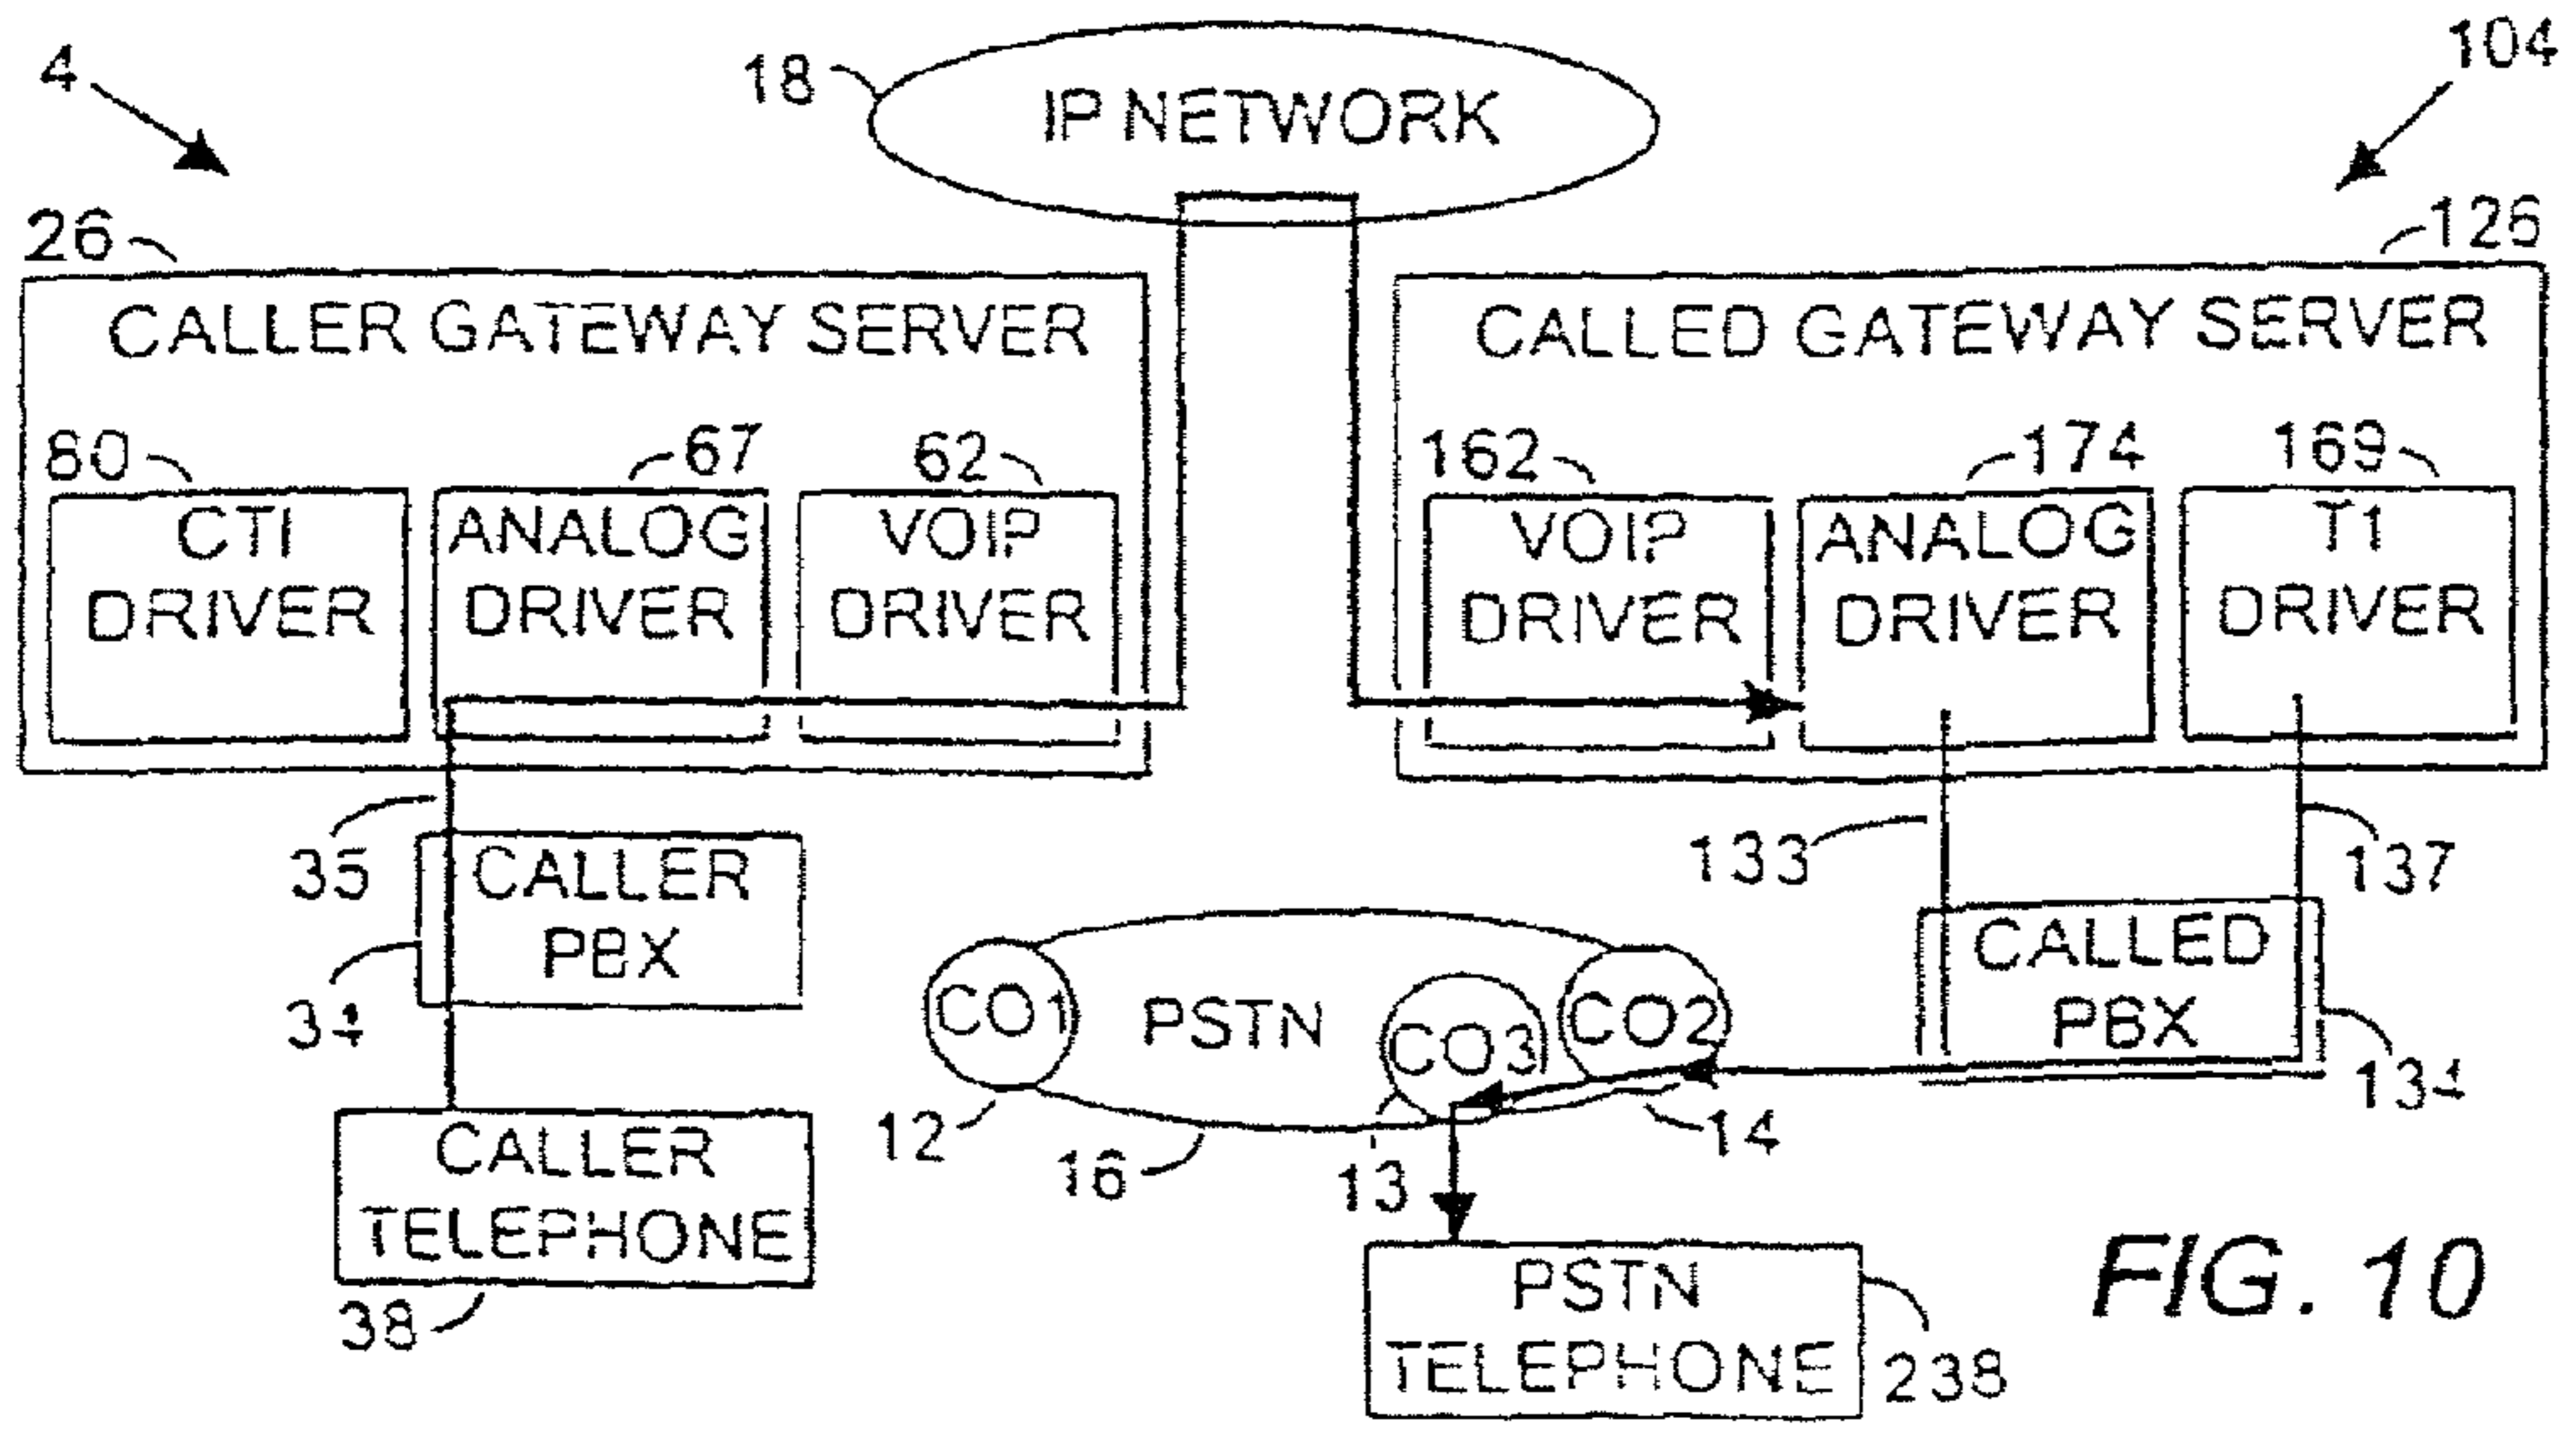 4
18
IP NETWORK
104
26
126
CALLER GATEWAY SERVER
CALLED GATEWAY SERVER
60
67
62
162
174
169
CTI
DRIVER
ANALOG
DRIVER
VOIP
DRIVER
VOIP
DRIVER
ANALOG
DRIVER
T1
DRIVER
35
133
137
CALLER
PBX
34
CO1
PSTN
CO3
CO2
CALLED
PBX
134
12
16
13
14
CALLER
TELEPHONE
38
PSTN
TELEPHONE
238
FIG. 10